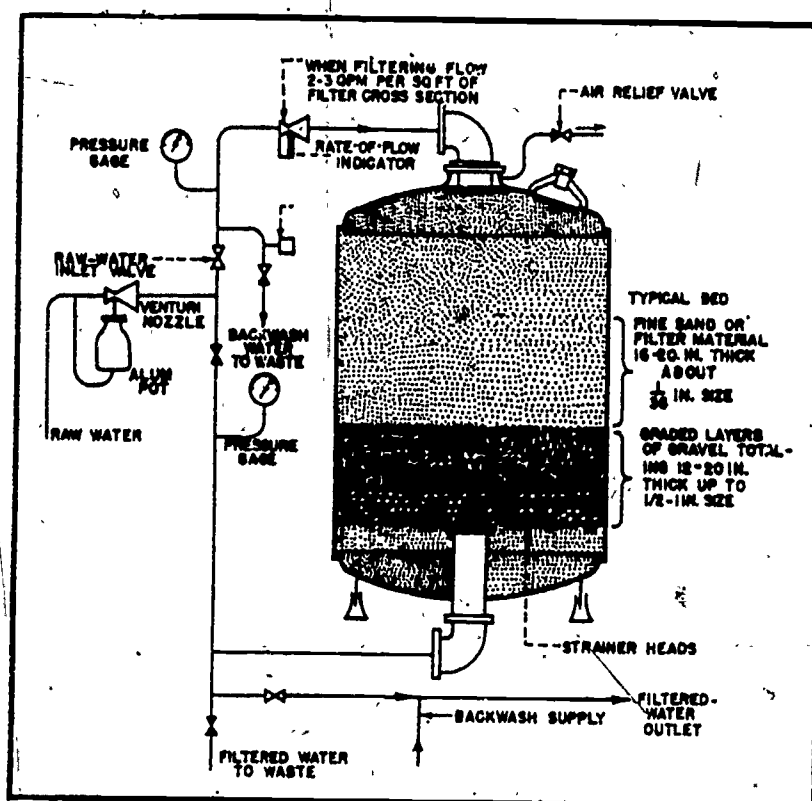 WHEN FILTERING FLOW
2-3 GPM PER SQ FT OF
FILTER CROSS SECTION
AIR RELIEF VALVE
PRESSURE
GAGE
RATE-OF-FLOW
INDICATOR
RAW-WATER
INLET VALVE
VENTURI
NOZZLE
ALUM
POT
RAW WATER
BACKWASH
WATER
TO WASTE
PRESSURE
GAGE
TYPICAL BED
FINE SAND OR
FILTER MATERIAL
16-20 IN. THICK
ABOUT
IN. SIZE
GRADED LAYERS
OF GRAVEL TOTAL-
ING 12-20 IN.
THICK UP TO
1/2-1 IN. SIZE
STRAINER HEADS
FILTERED-
WATER
OUTLET
BACKWASH SUPPLY
FILTERED WATER
TO WASTE